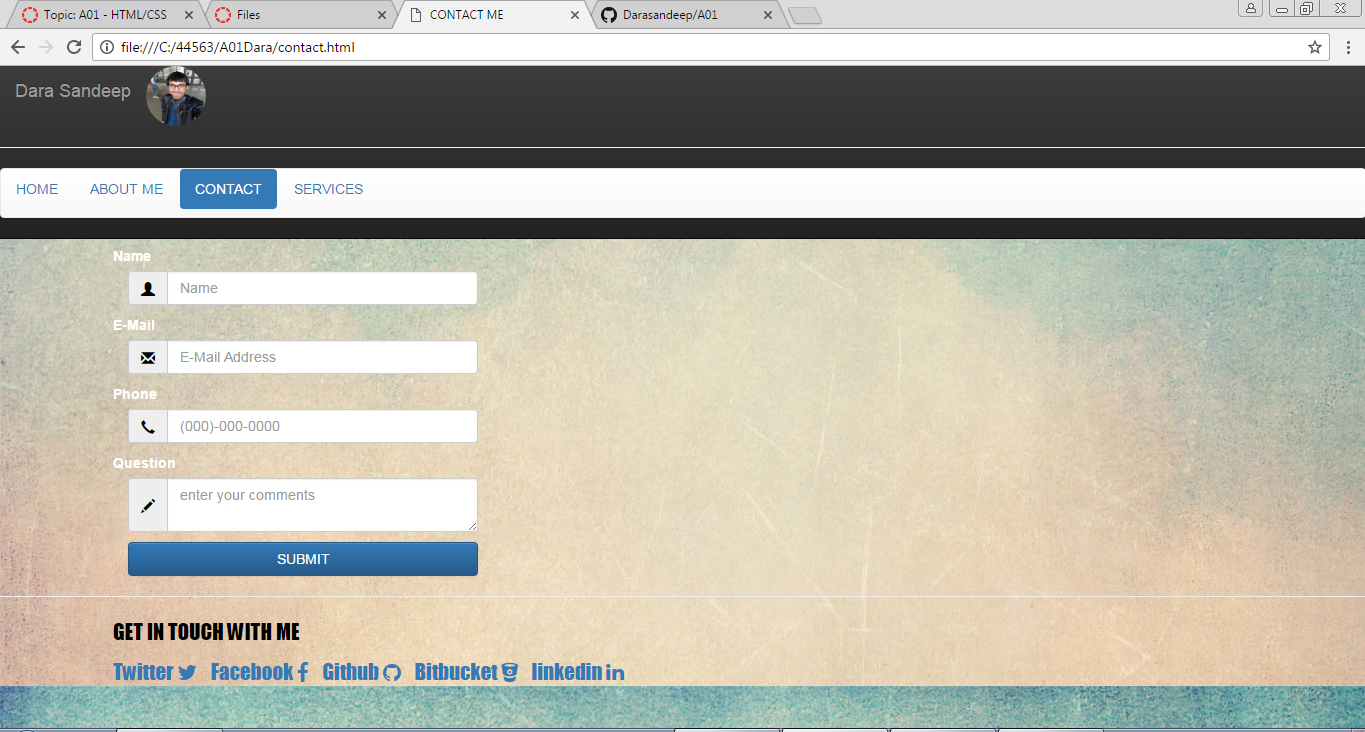 Topic: A01 - HTML/CSS Files CONTACT ME Darasandeep/A01
file:///C:/44563/A01Dara/contact.html
Dara Sandeep
HOME ABOUT ME CONTACT SERVICES
Name
Name
E-Mail
E-Mail Address
Phone
(000)-000-0000
Question
enter your comments
SUBMIT
GET IN TOUCH WITH ME
Twitter Facebook Github Bitbucket linkedin